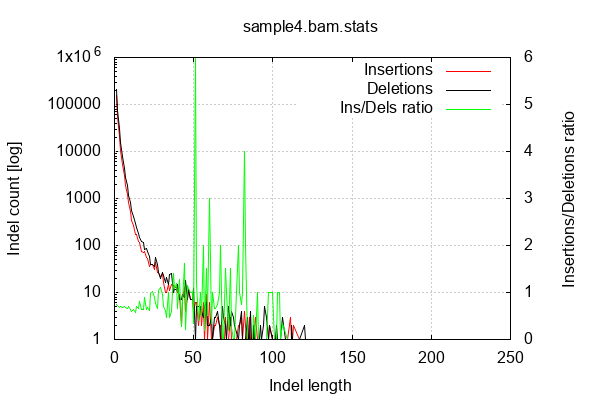 sample4.bam.stats
Insertions
Deletions
Ins/Dels ratio
1x10^6
100000
10000
1000
100
10
1
6
5
4
3
2
1
0
0 50 100 150 200 250
Indel length
Indel count [log]
Insertions/Deletions ratio